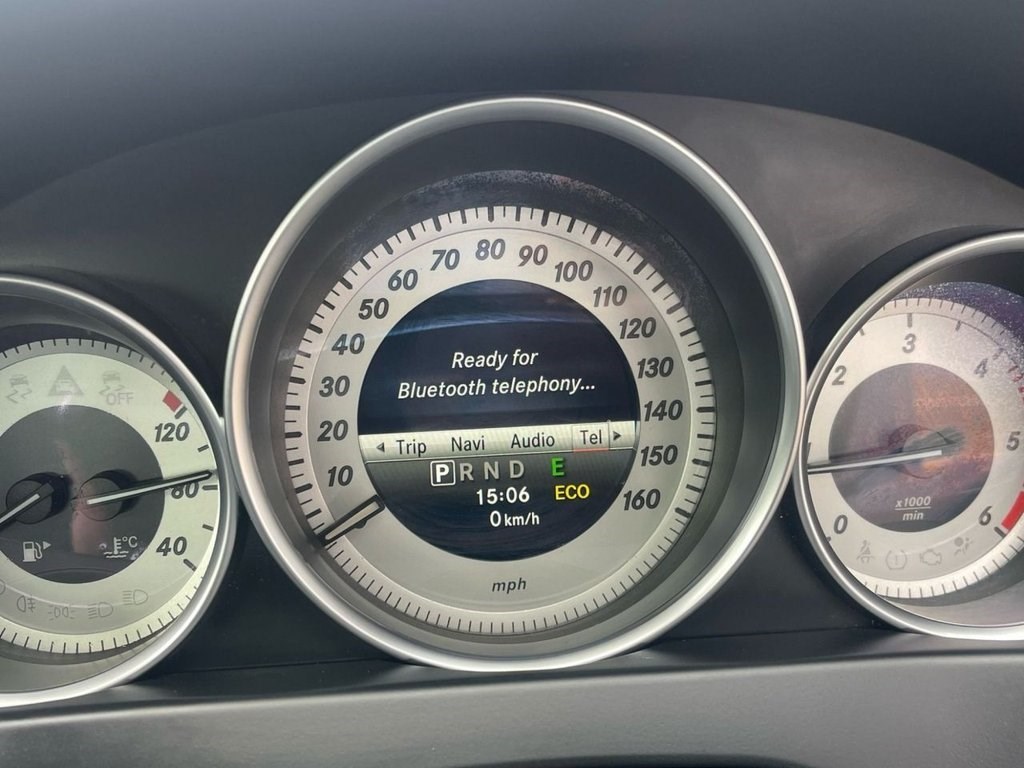 OFF
120
80
40
°C
10
20
30
40
50
60
70
80
90
100
110
120
130
140
150
160
Ready for
Bluetooth telephony...
Trip Navi Audio Tel
P R N D E
15:06 ECO
0 km/h
mph
0
2
3
4
5
6
x1000
min